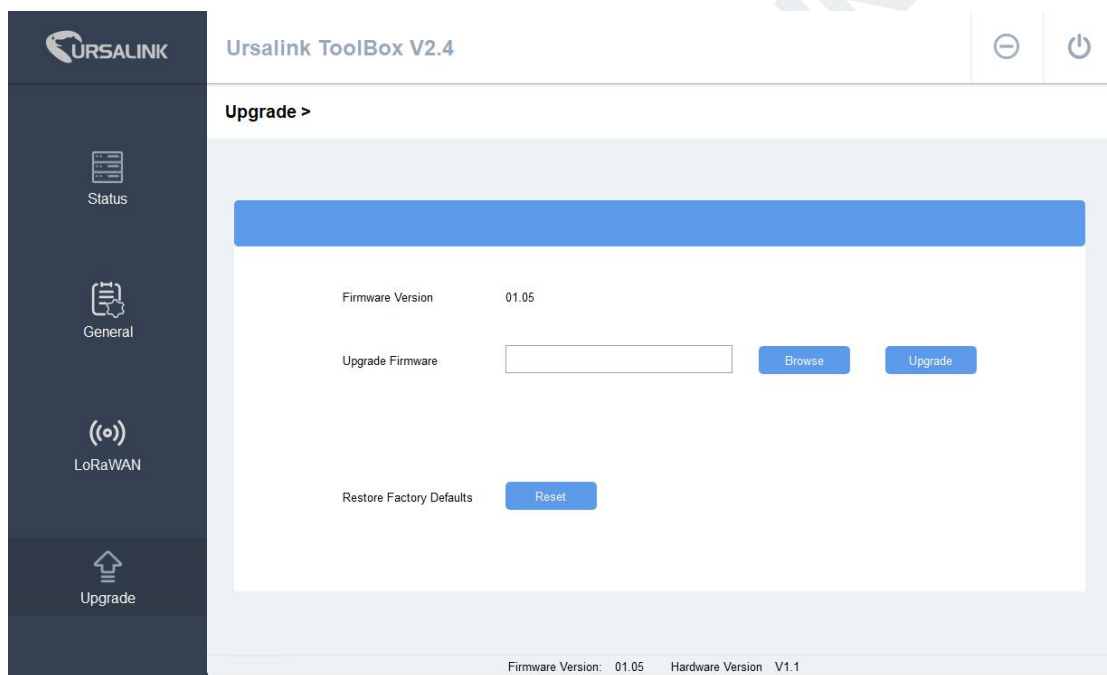 URSALINK
Ursalink ToolBox V2.4
Upgrade >
Status
General
LoRaWAN
Upgrade
Firmware Version 01.05
Upgrade Firmware Browse Upgrade
Restore Factory Defaults Reset
Firmware Version: 01.05 Hardware Version V1.1